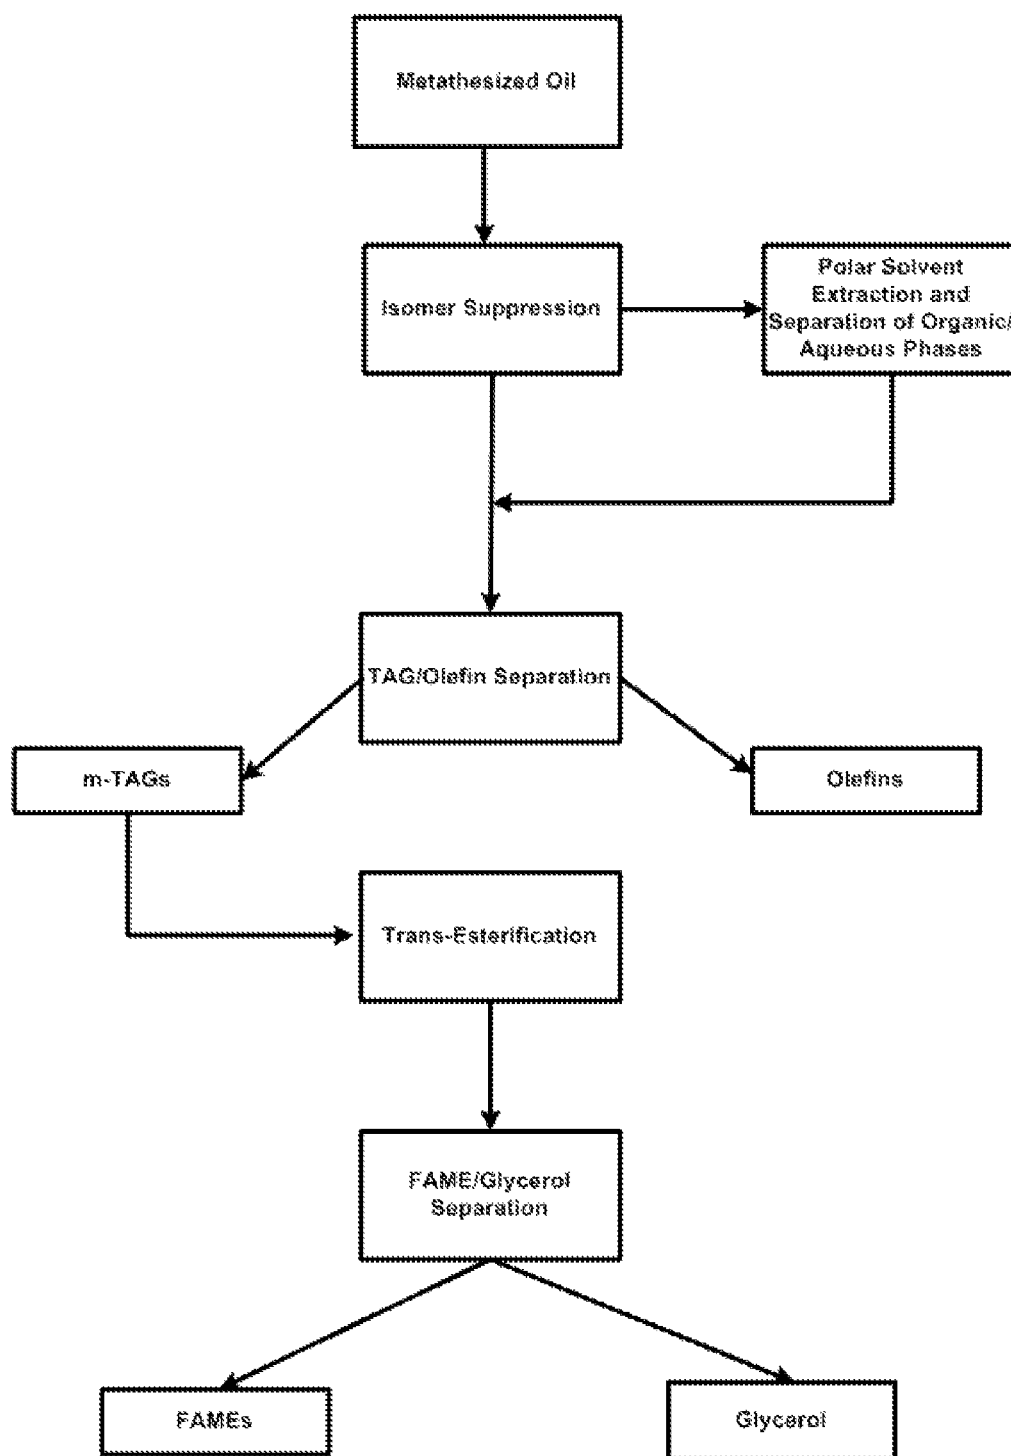 Metathesized Oil
Isomer Suppression
Polar Solvent
Extraction and
Separation of Organic/
Aqueous Phases
TAG/Olefin Separation
m-TAGs
Olefins
Trans-Esterification
FAME/Glycerol
Separation
FAMEs
Glycerol